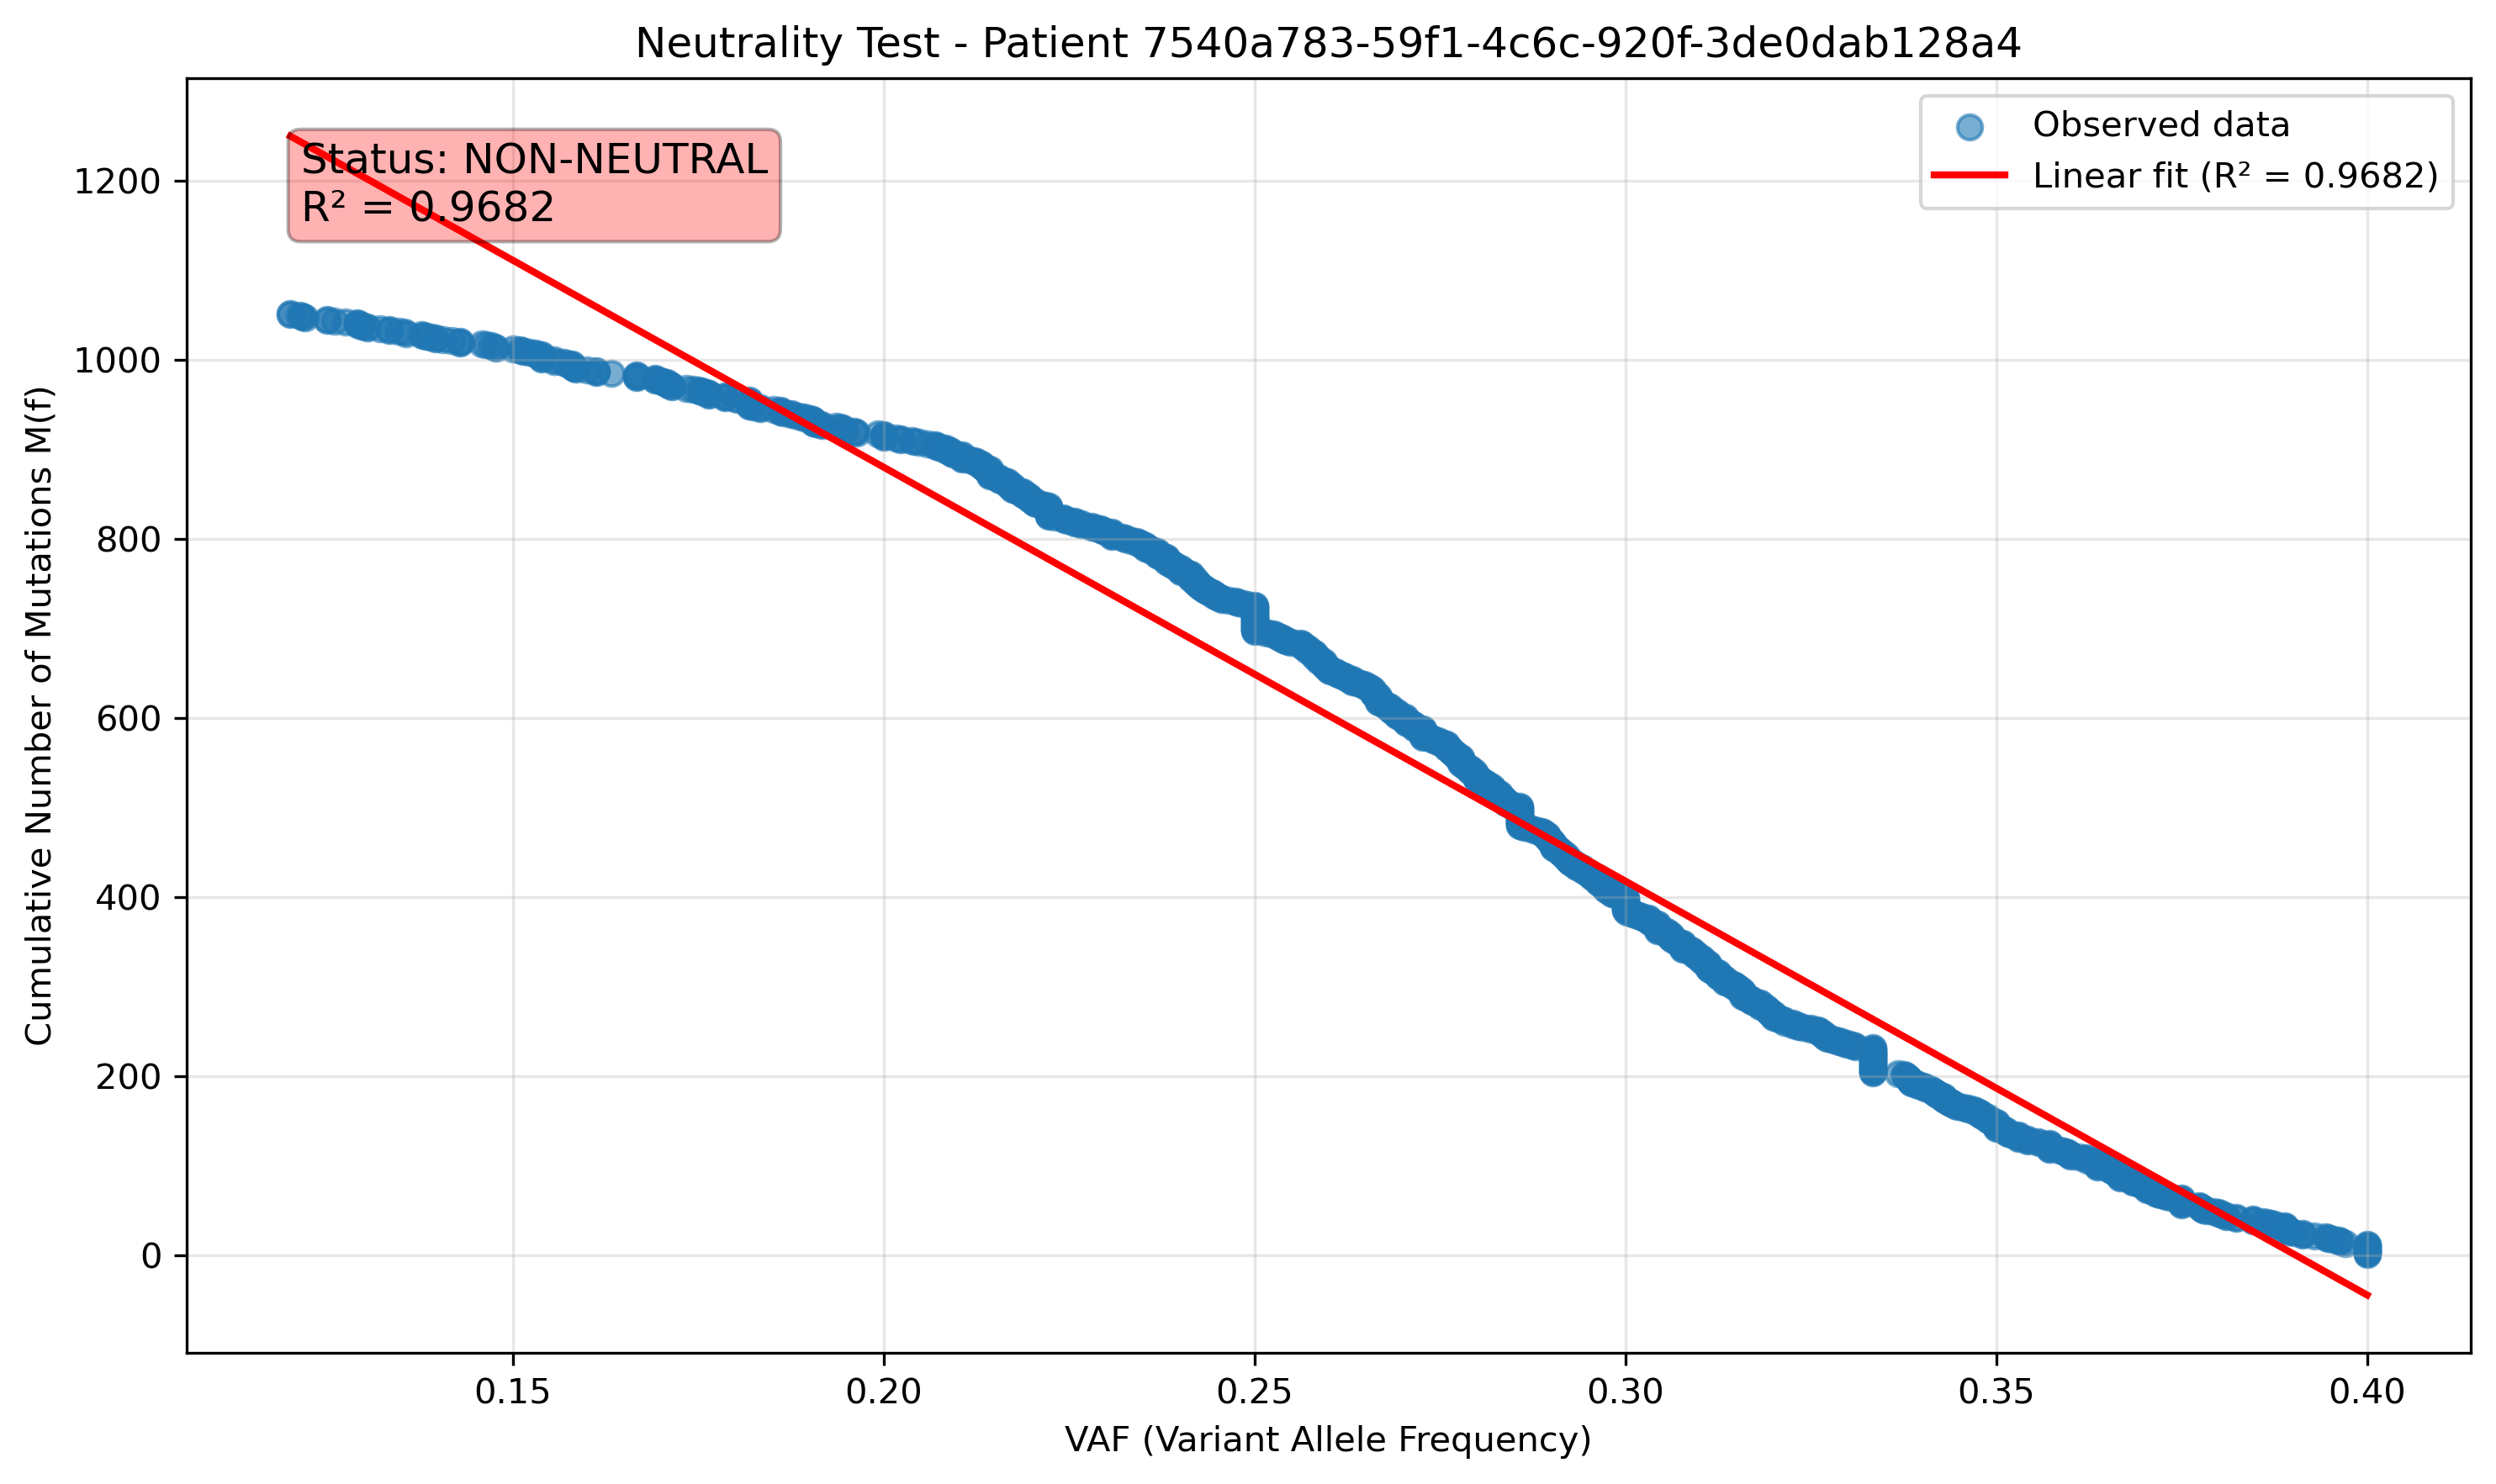 Neutrality Test - Patient 7540a783-59f1-4c6c-920f-3de0dab128a4
Observed data
Linear fit (R² = 0.9682)
Status: NON-NEUTRAL
R² = 0.9682
Cumulative Number of Mutations M(f)
1200
1000
800
600
400
200
0
0.15
0.20
0.25
0.30
0.35
0.40
VAF (Variant Allele Frequency)